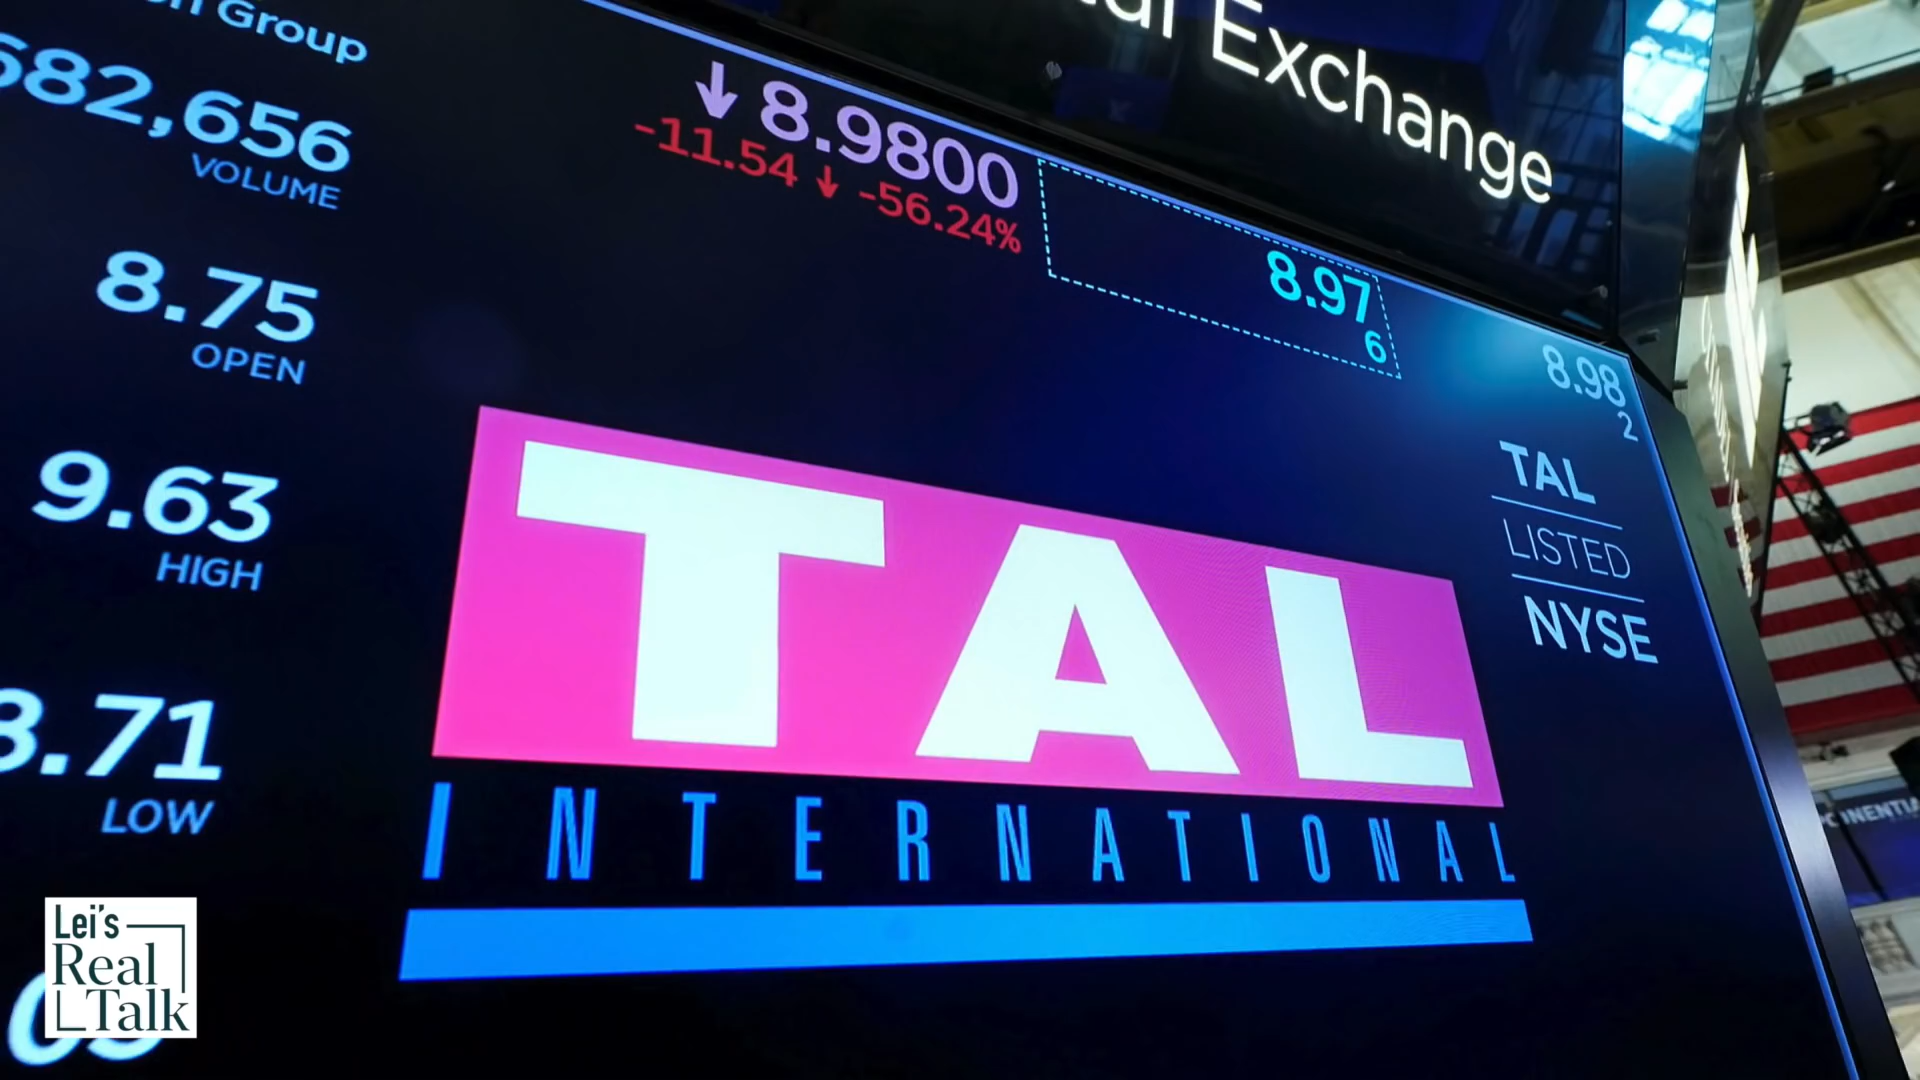 Group
682,656
VOLUME
8.75
OPEN
9.63
HIGH
8.71
LOW
↓8.9800
-11.54 ↓ -56.24%
Exchange
8.97
6
8.98
2
TAL
LISTED
NYSE
TAL
INTERNATIONAL
Lei's
Real
Talk